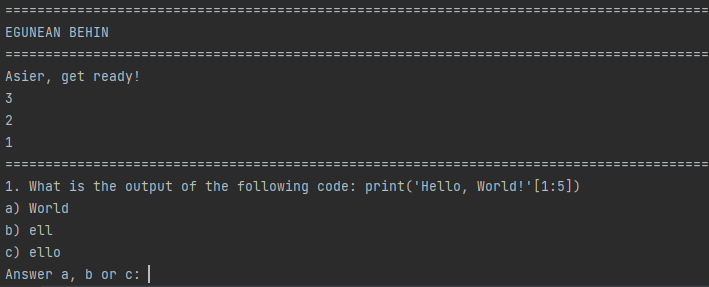 ========================================================================================
EGUNEAN BEHIN
========================================================================================
Asier, get ready!
3
2
1
========================================================================================
1. What is the output of the following code: print('Hello, World!'[1:5])
a) World
b) ell
c) ello
Answer a, b or c: